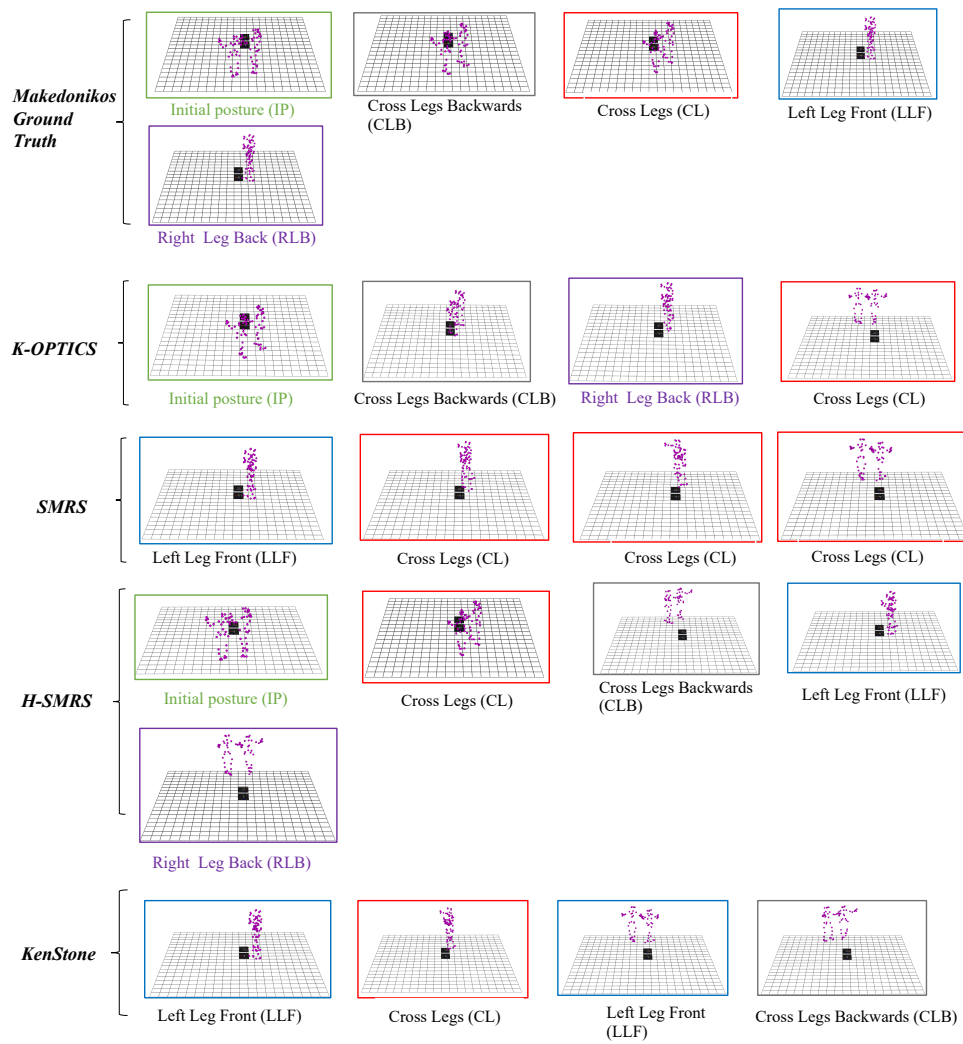 Makedonikos
Ground
Truth
Initial posture (IP)
Cross Legs Backwards
(CLB)
Cross Legs (CL)
Left Leg Front (LLF)
Right Leg Back (RLB)
K-OPTICS
Initial posture (IP)
Cross Legs Backwards (CLB)
Right Leg Back (RLB)
Cross Legs (CL)
SMRS
Left Leg Front (LLF)
Cross Legs (CL)
Cross Legs (CL)
Cross Legs (CL)
H-SMRS
Initial posture (IP)
Cross Legs (CL)
Cross Legs Backwards
(CLB)
Left Leg Front (LLF)
Right Leg Back (RLB)
KenStone
Left Leg Front (LLF)
Cross Legs (CL)
Left Leg Front
(LLF)
Cross Legs Backwards (CLB)